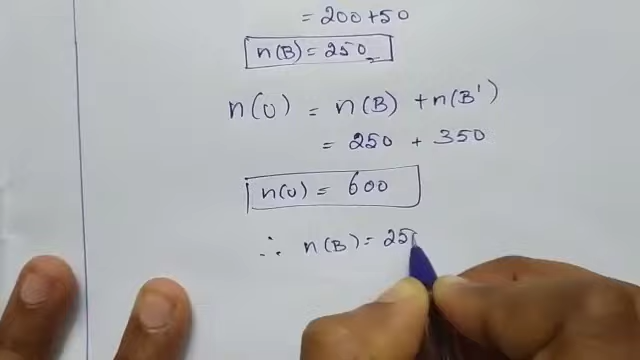 = 200 + 50
n(B) = 250
n(U) = n(B) + n(B')
= 250 + 350
n(U) = 600
∴ n(B) = 25